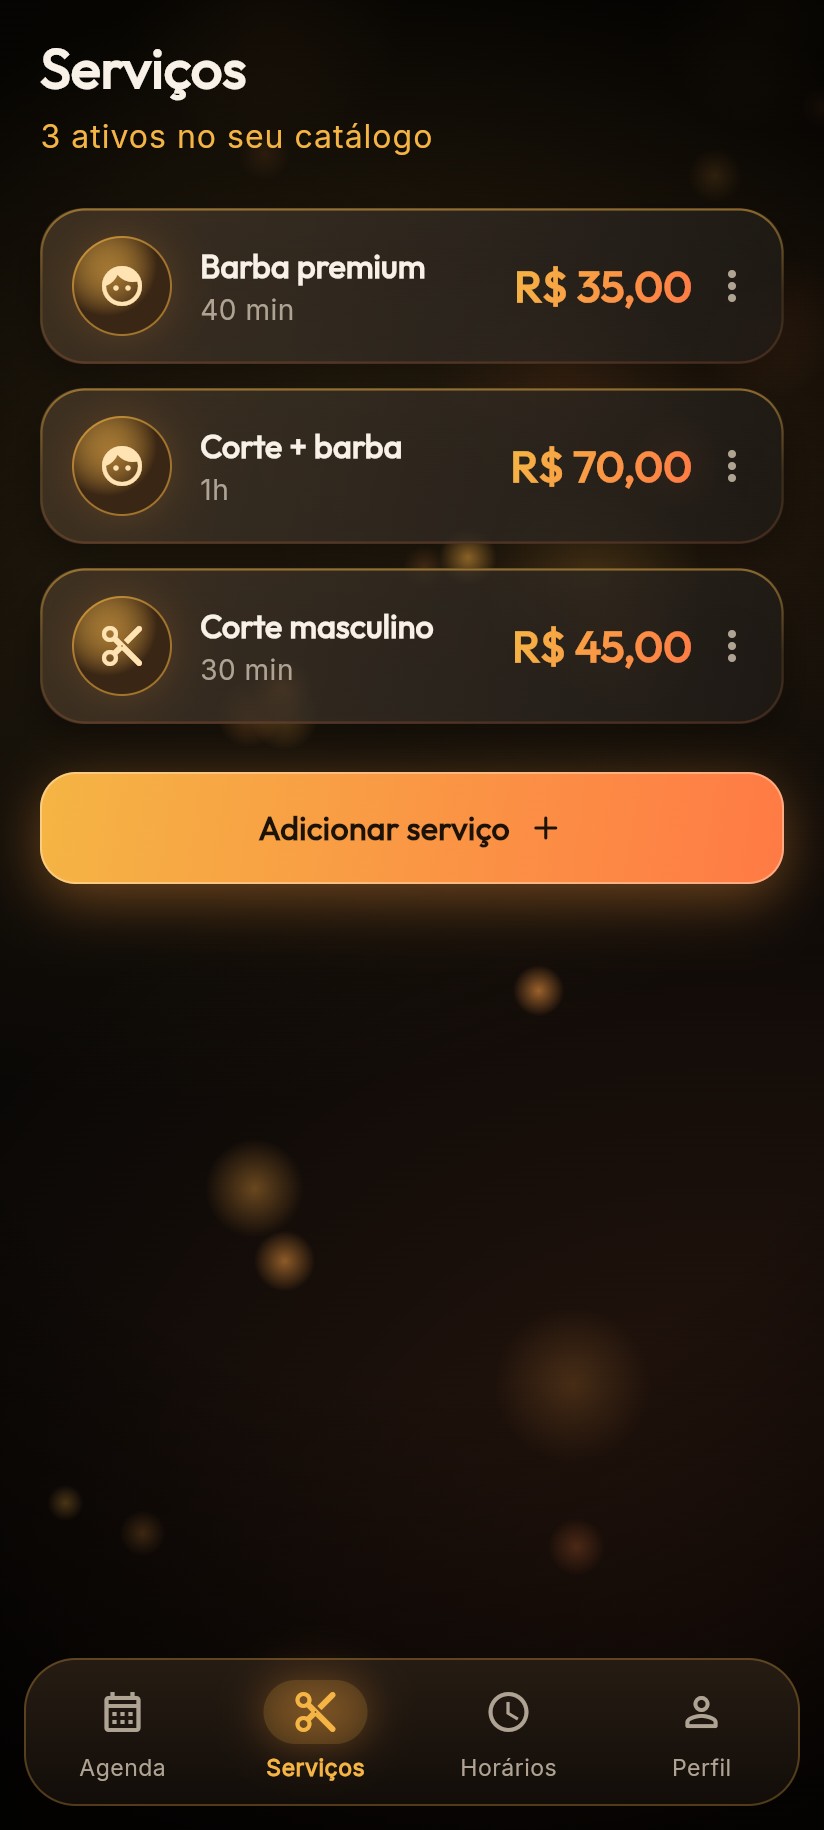 Serviços
3 ativos no seu catálogo
Barba premium
40 min
R$ 35,00
Corte + barba
1h
R$ 70,00
Corte masculino
30 min
R$ 45,00
Adicionar serviço +
Agenda
Serviços
Horários
Perfil